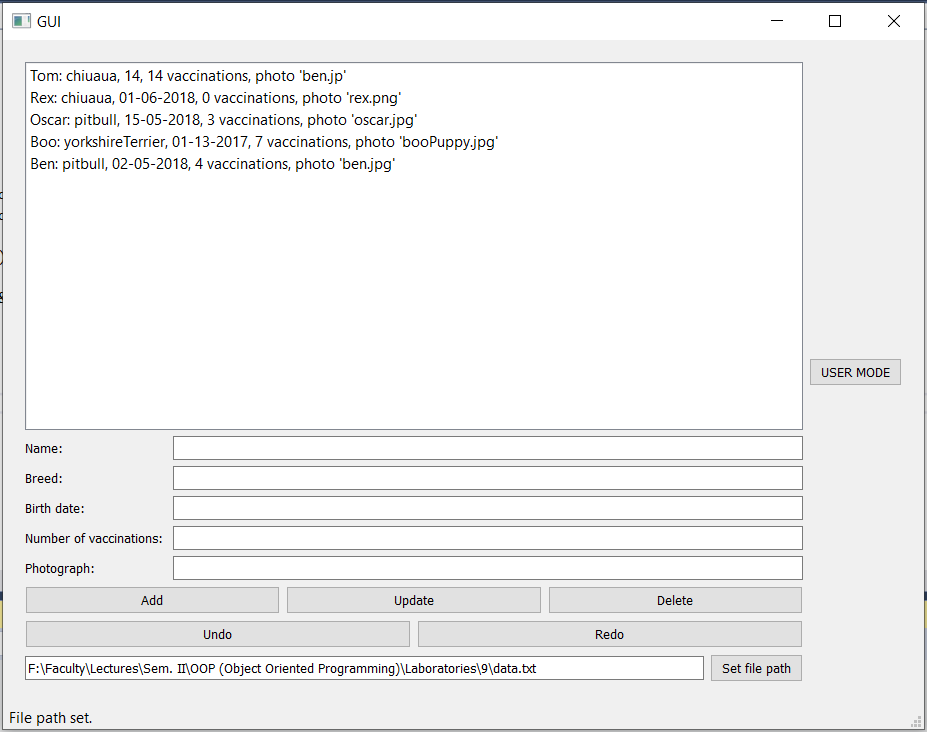 GUI
Tom: chiuaua, 14, 14 vaccinations, photo 'ben.jp'
Rex: chiuaua, 01-06-2018, 0 vaccinations, photo 'rex.png'
Oscar: pitbull, 15-05-2018, 3 vaccinations, photo 'oscar.jpg'
Boo: yorkshireTerrier, 01-13-2017, 7 vaccinations, photo 'booPuppy.jpg'
Ben: pitbull, 02-05-2018, 4 vaccinations, photo 'ben.jpg'
USER MODE
Name:
Breed:
Birth date:
Number of vaccinations:
Photograph:
Add Update Delete
Undo Redo
F:\Faculty\Lectures\Sem. II\OOP (Object Oriented Programming)\Laboratories\9\data.txt Set file path
File path set.